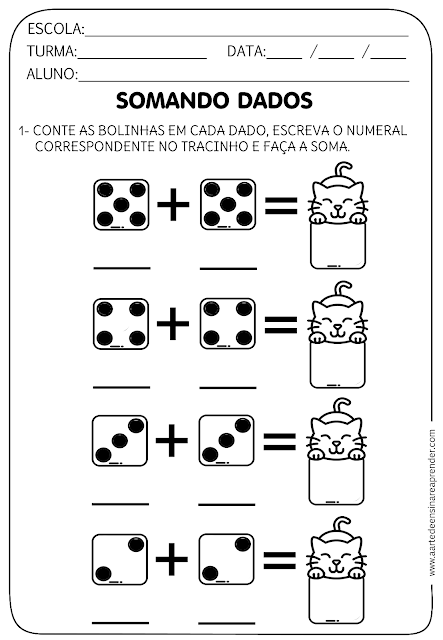 ESCOLA:
TURMA: DATA: / /
ALUNO:
SOMANDO DADOS
1- CONTE AS BOLINHAS EM CADA DADO, ESCREVA O NUMERAL
CORRESPONDENTE NO TRACINHO E FAÇA A SOMA.
+ =
+ =
+ =
+ =
www.aartedeensinareaprender.com